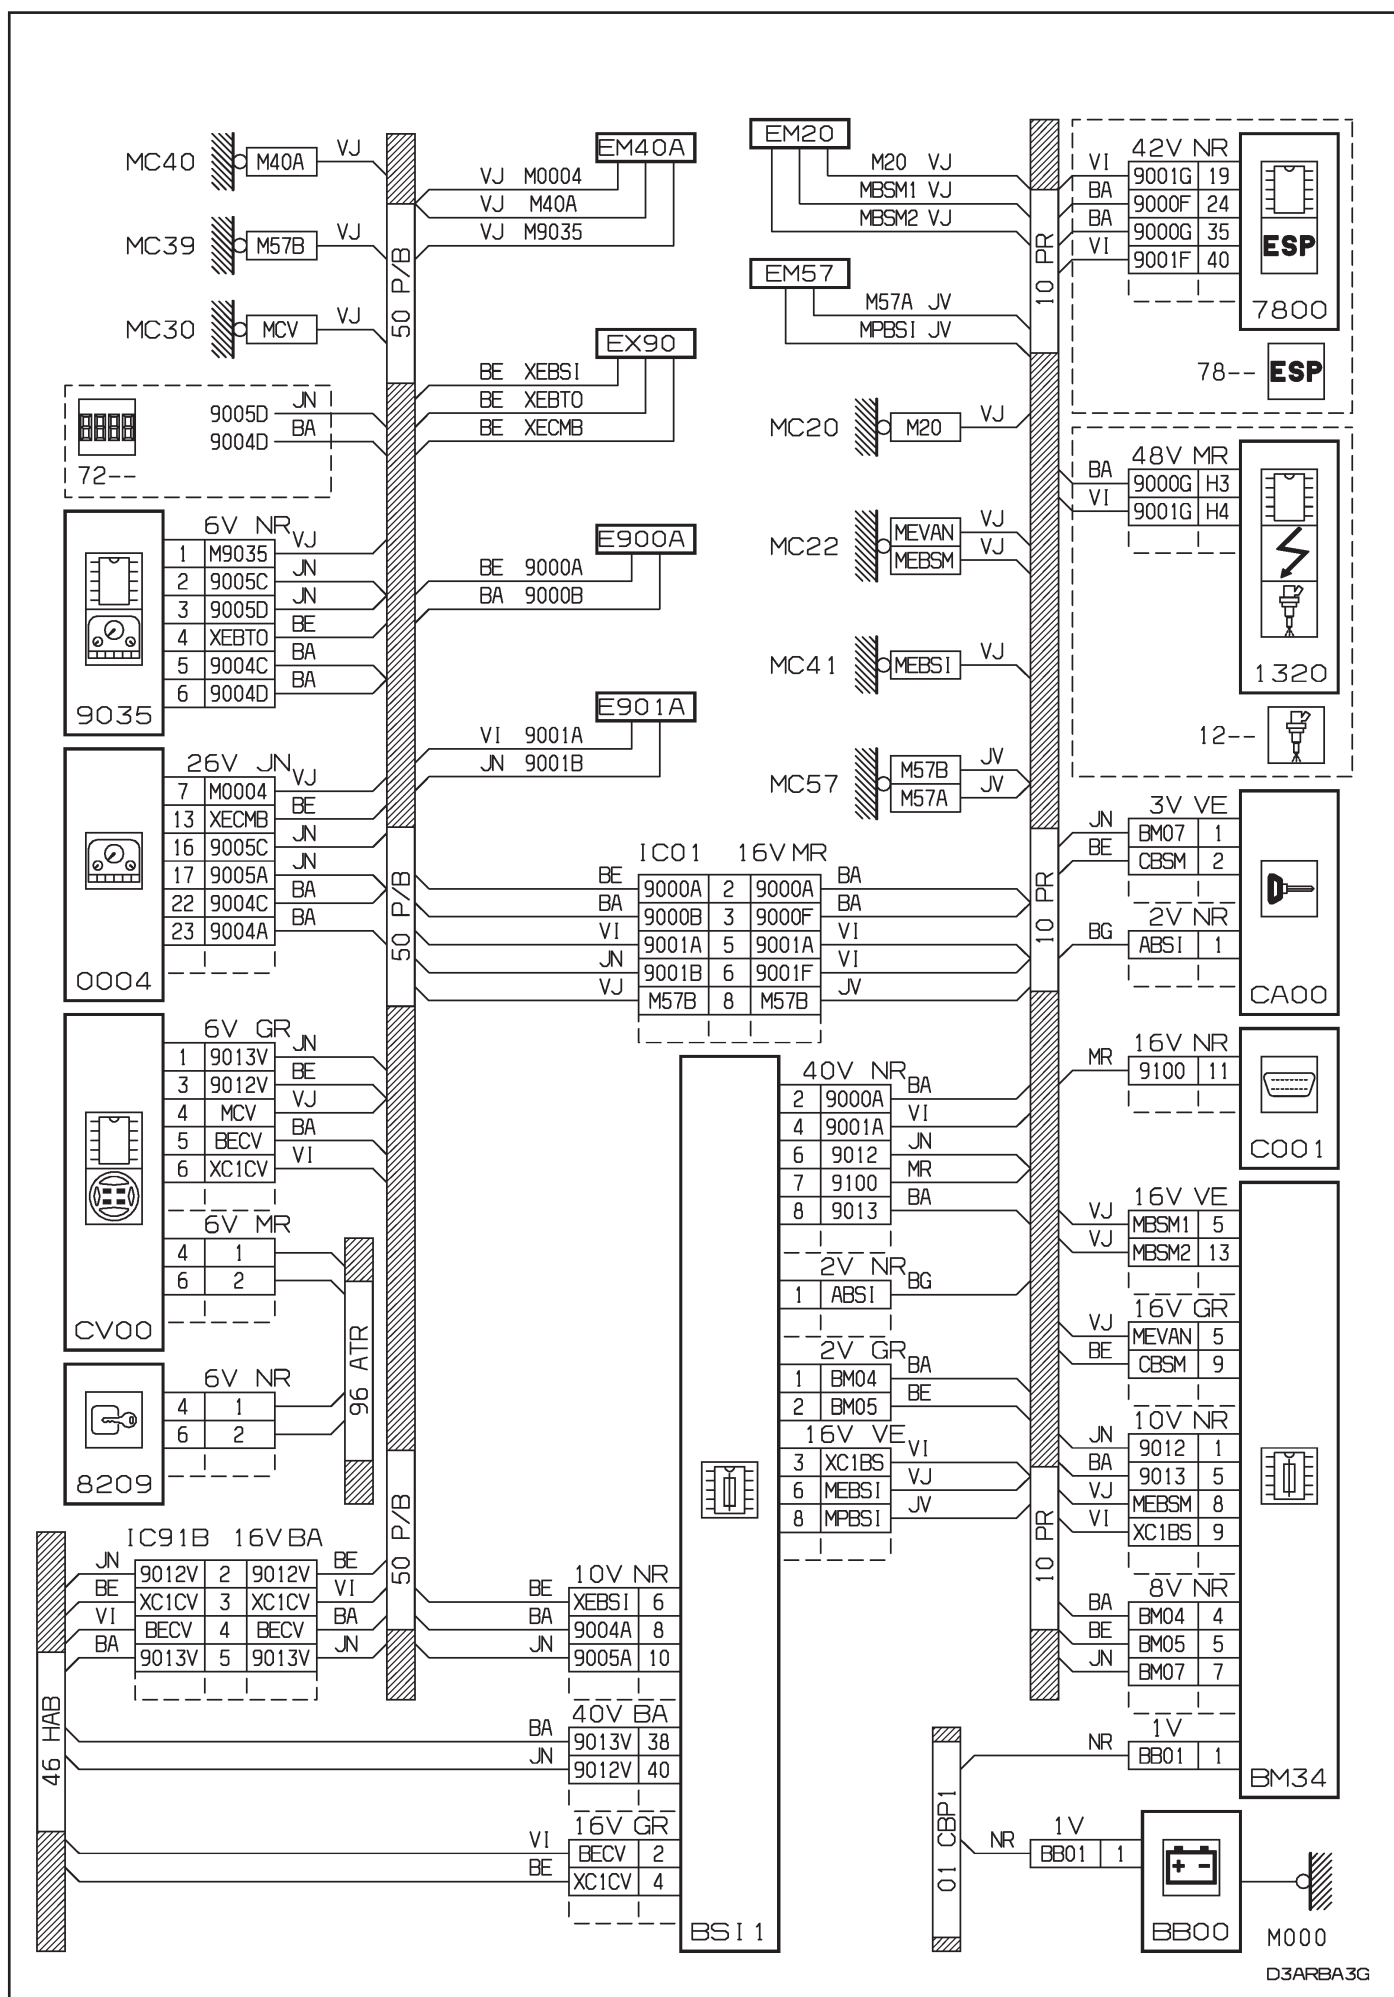 MC40 M40A VJ
MC39 M57B VJ
MC30 MCV VJ
50 P/B
EM40A
VJ M0004
VJ M40A
VJ M9035
EX90
BE XEBSI
BE XEBTO
BE XECMB
E900A
BE 9000A
BA 9000B
E901A
VI 9001A
JN 9001B
9005D JN
9004D BA
72--
6V NR
1 M9035 VJ
2 9005C JN
3 9005D JN
4 XEBTO BE
5 9004C BA
6 9004D BA
9035
26V JN
7 M0004 VJ
13 XECMB BE
16 9005C JN
17 9005A JN
22 9004C BA
23 9004A BA
0004
50 P/B
6V GR
1 9013V JN
3 9012V BE
4 MCV VJ
5 BECV BA
6 XC1CV VI
6V MR
4 1
6 2
CV00
96 ATR
6V NR
4 1
6 2
8209
50 P/B
IC91B 16V BA
JN 9012V 2 9012V BE
BE XC1CV 3 XC1CV VI
VI BECV 4 BECV BA
BA 9013V 5 9013V JN
46 HAB
EM20
M20 VJ
MBSM1 VJ
MBSM2 VJ
EM57
M57A JV
MPBSI JV
10 PR
MC20 M20 VJ
MC22 MEVAN VJ
MEBSM VJ
MC41 MEBSI VJ
MC57 M57B JV
M57A JV
IC01 16V MR
BE 9000A 2 9000A BA
BA 9000B 3 9000F BA
VI 9001A 5 9001A VI
JN 9001B 6 9001F VI
VJ M57B 8 M57B JV
10 PR
40V NR
2 9000A BA
4 9001A VI
6 9012 JN
7 9100 MR
8 9013 BA
2V NR
1 ABSI BG
2V GR
1 BM04 BA
2 BM05 BE
16V VE
3 XC1BS VI
6 MEBSI VJ
8 MPBSI JV
10V NR
BE XEBSI 6
BA 9004A 8
JN 9005A 10
40V BA
BA 9013V 38
JN 9012V 40
16V GR
VI BECV 2
BE XC1CV 4
BSI 1
10 PR
42V NR
VI 9001G 19
BA 9000F 24
BA 9000G 35
VI 9001F 40
ESP
7800
78-- ESP
48V MR
BA 9000G H3
VI 9001G H4
1320
12--
3V VE
JN BM07 1
BE CBSM 2
2V NR
BG ABSI 1
CA00
16V NR
MR 9100 11
C001
16V VE
VJ MBSM1 5
VJ MBSM2 13
16V GR
VJ MEVAN 5
BE CBSM 9
10V NR
JN 9012 1
BA 9013 5
VJ MEBSM 8
VI XC1BS 9
8V NR
BA BM04 4
BE BM05 5
JN BM07 7
1V
NR BB01 1
BM34
01 CBP1
1V
NR BB01 1
+ -
BB00
M000
D3ARBA3G